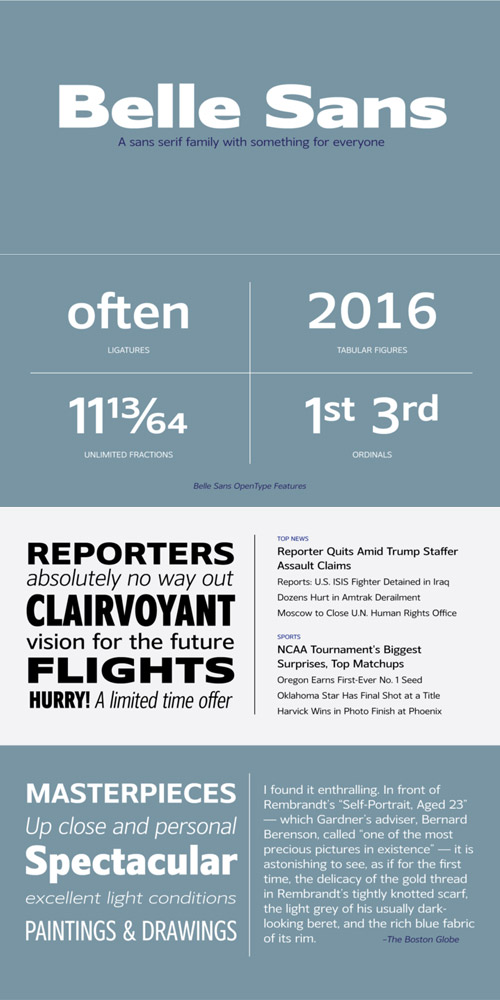 Belle Sans
A sans serif family with something for everyone
often
LIGATURES
2016
TABULAR FIGURES
11 13/64
UNLIMITED FRACTIONS
1st 3rd
ORDINALS
Belle Sans OpenType Features
REPORTERS
absolutely no way out
CLAIRVOYANT
vision for the future
FLIGHTS
HURRY! A limited time offer
TOP NEWS
Reporter Quits Amid Trump Staffer
Assault Claims
Reports: U.S. ISIS Fighter Detained in Iraq
Dozens Hurt in Amtrak Derailment
Moscow to Close U.N. Human Rights Office
SPORTS
NCAA Tournament's Biggest
Surprises, Top Matchups
Oregon Earns First-Ever No. 1 Seed
Oklahoma Star Has Final Shot at a Title
Harvick Wins in Photo Finish at Phoenix
MASTERPIECES
Up close and personal
Spectacular
excellent light conditions
PAINTINGS & DRAWINGS
I found it enthralling. In front of
Rembrandt's “Self-Portrait, Aged 23”
— which Gardner's adviser, Bernard
Berenson, called “one of the most
precious pictures in existence” — it is
astonishing to see, as if for the first
time, the delicacy of the gold thread
in Rembrandt's tightly knotted scarf,
the light grey of his usually dark-
looking beret, and the rich blue fabric
of its rim.
–The Boston Globe